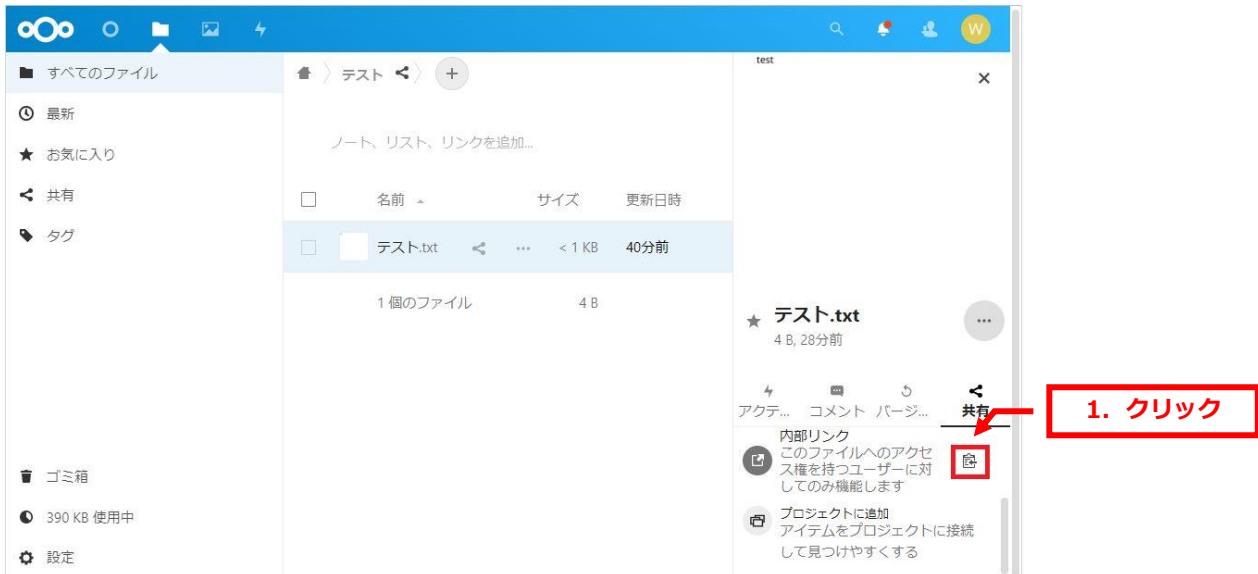 W
すべてのファイル
最新
お気に入り
共有
タグ
ゴミ箱
390 KB 使用中
設定
テスト
+
ノート、リスト、リンクを追加...
名前 サイズ 更新日時
テスト.txt ... < 1 KB 40分前
1 個のファイル 4 B
test
×
テスト.txt
...
4 B, 28分前
アクテ... コメント バージ... 共有
内部リンク
このファイルへのアクセ
ス権を持つユーザーに対
してのみ機能します
プロジェクトに追加
アイテムをプロジェクトに接続
して見つけやすくする
1. クリック